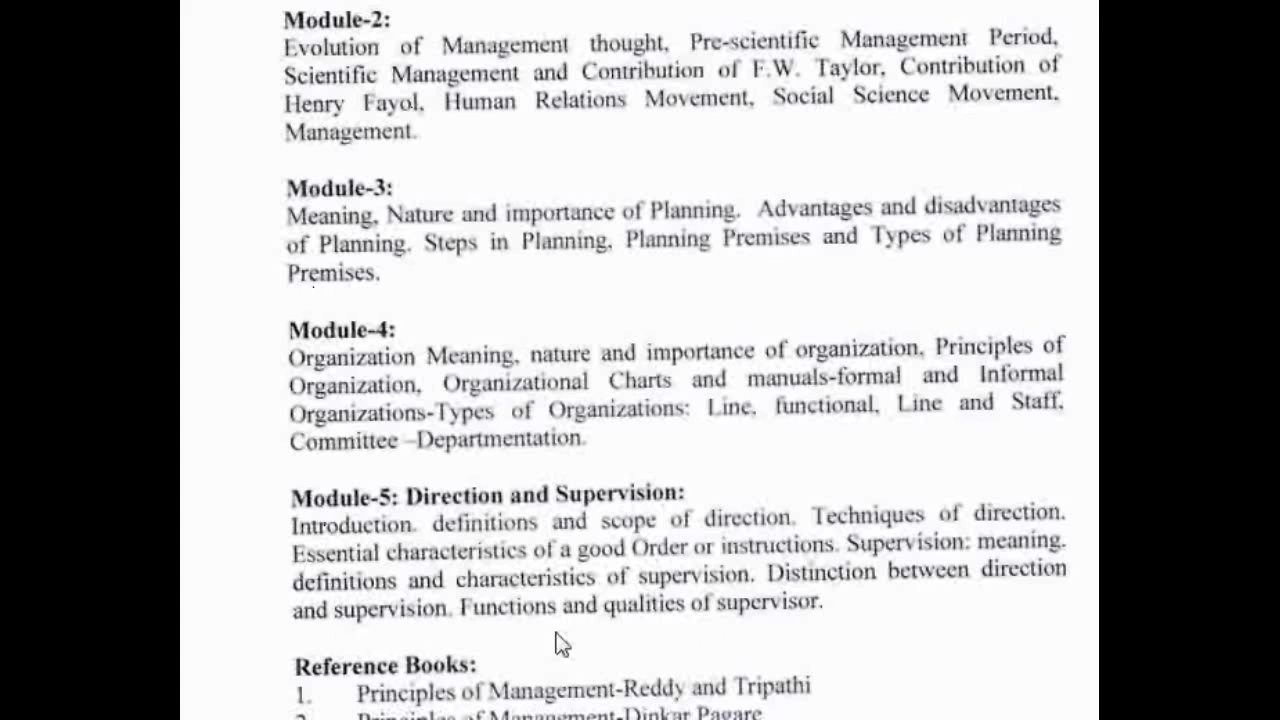 Module-2:
Evolution of Management thought, Pre-scientific Management Period,
Scientific Management and Contribution of F.W. Taylor, Contribution of
Henry Fayol, Human Relations Movement, Social Science Movement,
Management.
Module-3:
Meaning, Nature and importance of Planning. Advantages and disadvantages
of Planning. Steps in Planning, Planning Premises and Types of Planning
Premises.
Module-4:
Organization Meaning, nature and importance of organization, Principles of
Organization, Organizational Charts and manuals-formal and Informal
Organizations-Types of Organizations: Line, functional, Line and Staff,
Committee –Departmentation.
Module-5: Direction and Supervision:
Introduction. definitions and scope of direction. Techniques of direction.
Essential characteristics of a good Order or instructions. Supervision: meaning.
definitions and characteristics of supervision. Distinction between direction
and supervision. Functions and qualities of supervisor.
Reference Books:
1. Principles of Management-Reddy and Tripathi
2. Principles of Management-Dinkar Pagare